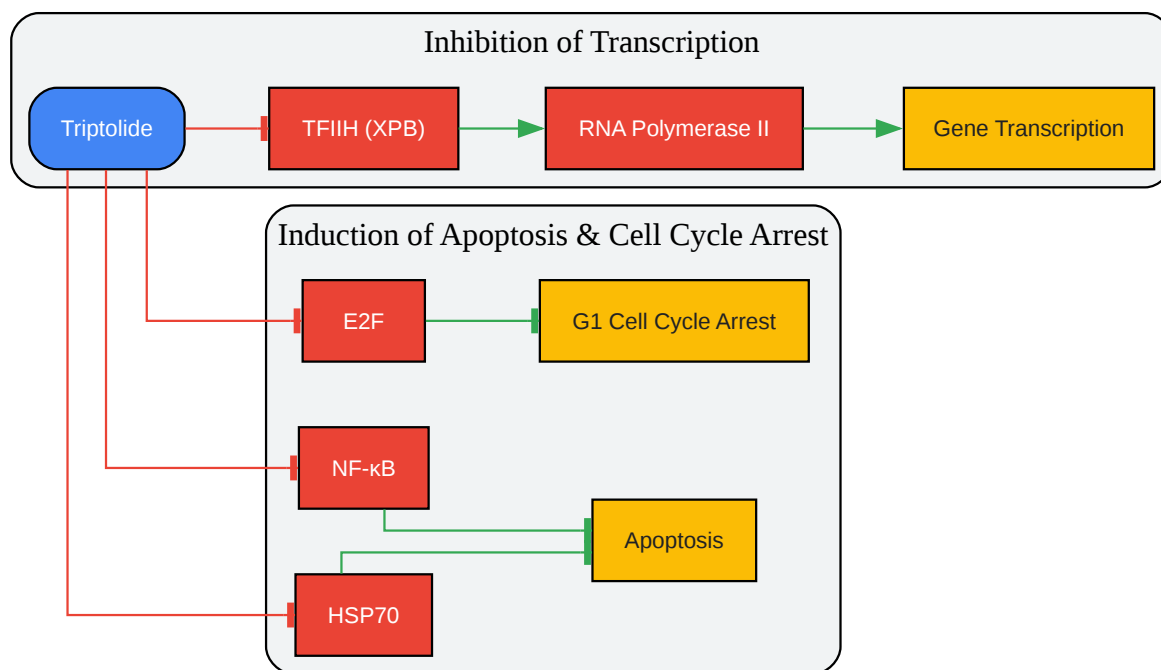 Inhibition of Transcription
Triptolide
TFIIH (XPB)
RNA Polymerase II
Gene Transcription
Induction of Apoptosis & Cell Cycle Arrest
E2F
G1 Cell Cycle Arrest
NF-κB
Apoptosis
HSP70